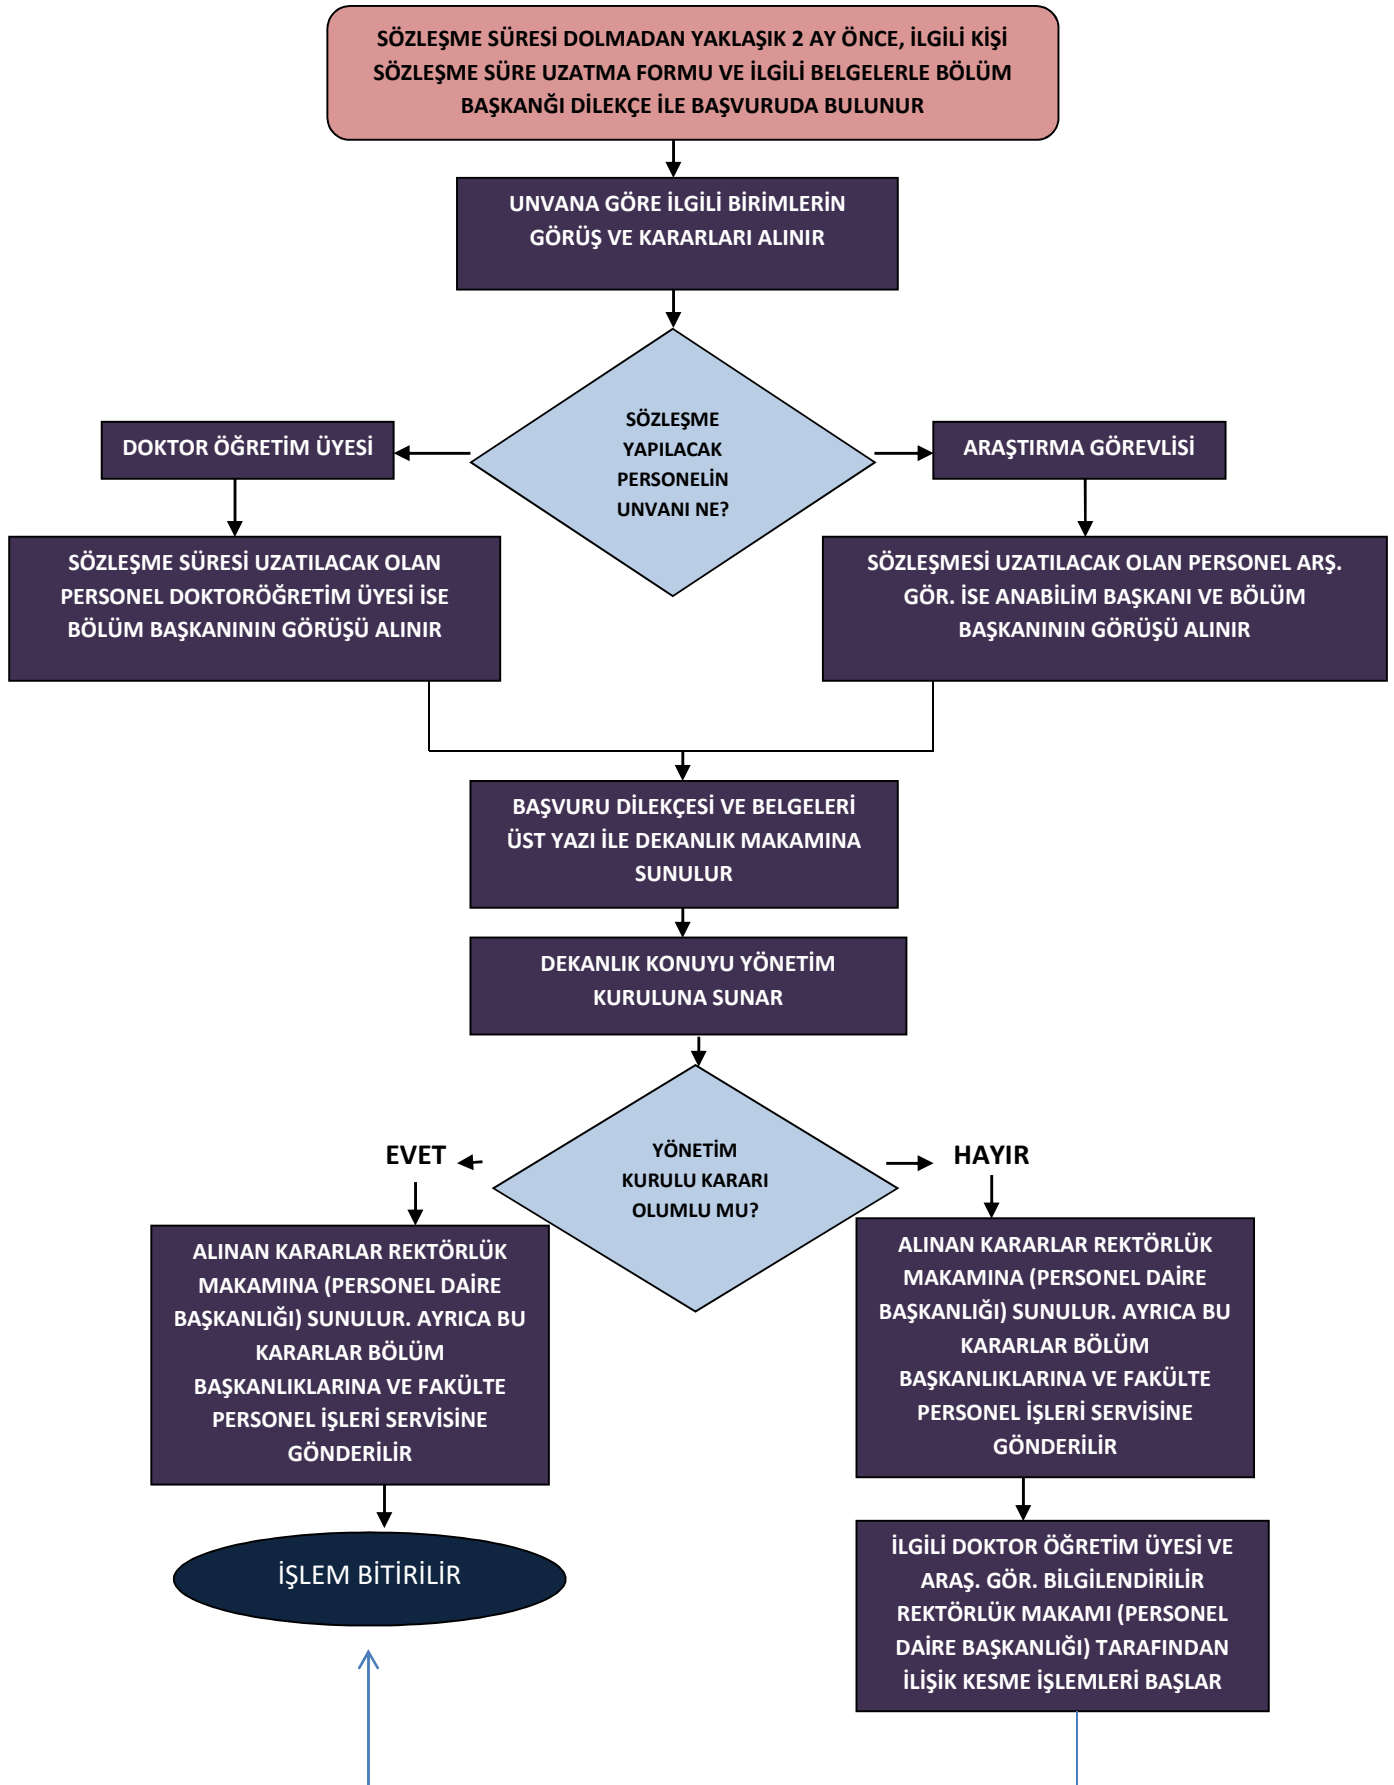 SÖZLEŞME SÜRESİ DOLMADAN YAKLAŞIK 2 AY ÖNCE, İLGİLİ KİŞİ
SÖZLEŞME SÜRE UZATMA FORMU VE İLGİLİ BELGELERLE BÖLÜM
BAŞKANĞI DİLEKÇE İLE BAŞVURUDA BULUNUR
UNVANA GÖRE İLGİLİ BİRİMLERİN
GÖRÜŞ VE KARARLARI ALINIR
SÖZLEŞME
YAPILACAK
PERSONELİN
UNVANI NE?
DOKTOR ÖĞRETİM ÜYESİ
ARAŞTIRMA GÖREVLİSİ
SÖZLEŞME SÜRESİ UZATILACAK OLAN
PERSONEL DOKTORÖĞRETİM ÜYESİ İSE
BÖLÜM BAŞKANININ GÖRÜŞÜ ALINIR
SÖZLEŞMESİ UZATILACAK OLAN PERSONEL ARŞ.
GÖR. İSE ANABİLİM BAŞKANI VE BÖLÜM
BAŞKANININ GÖRÜŞÜ ALINIR
BAŞVURU DİLEKÇESİ VE BELGELERİ
ÜST YAZI İLE DEKANLIK MAKAMINA
SUNULUR
DEKANLIK KONUYU YÖNETİM
KURULUNA SUNAR
YÖNETİM
KURULU KARARI
OLUMLU MU?
EVET
HAYIR
ALINAN KARARLAR REKTÖRLÜK
MAKAMINA (PERSONEL DAİRE
BAŞKANLIĞI) SUNULUR. AYRICA BU
KARARLAR BÖLÜM
BAŞKANLIKLARINA VE FAKÜLTE
PERSONEL İŞLERİ SERVİSİNE
GÖNDERİLİR
ALINAN KARARLAR REKTÖRLÜK
MAKAMINA (PERSONEL DAİRE
BAŞKANLIĞI) SUNULUR. AYRICA BU
KARARLAR BÖLÜM
BAŞKANLIKLARINA VE FAKÜLTE
PERSONEL İŞLERİ SERVİSİNE
GÖNDERİLİR
İŞLEM BİTİRİLİR
İLGİLİ DOKTOR ÖĞRETİM ÜYESİ VE
ARAŞ. GÖR. BİLGİLENDİRİLİR
REKTÖRLÜK MAKAMI (PERSONEL
DAİRE BAŞKANLIĞI) TARAFINDAN
İLİŞİK KESME İŞLEMLERİ BAŞLAR